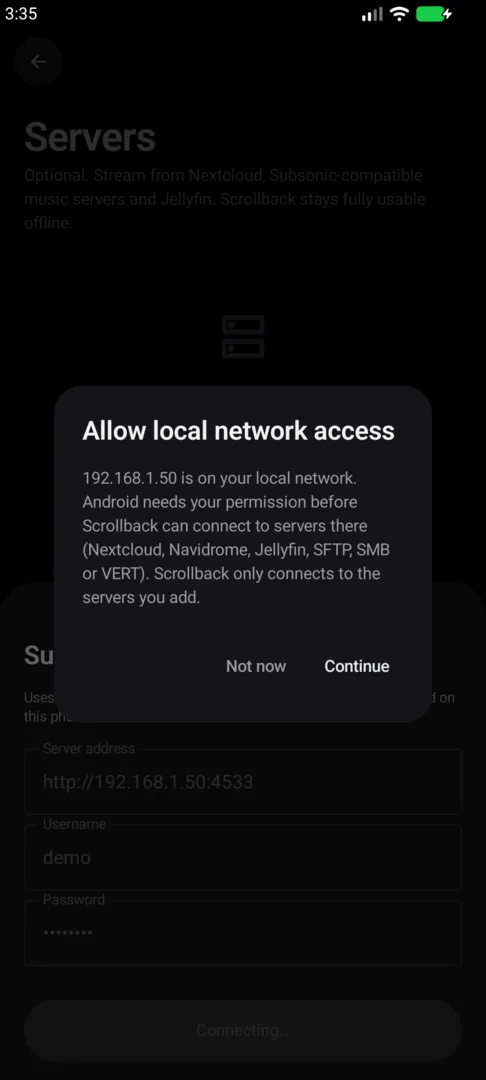 3:35
Servers
Optional. Stream from Nextcloud, Subsonic-compatible
music servers and Jellyfin. Scrollback stays fully usable
offline.
Allow local network access
192.168.1.50 is on your local network.
Android needs your permission before
Scrollback can connect to servers there
(Nextcloud, Navidrome, Jellyfin, SFTP, SMB
or VERT). Scrollback only connects to the
servers you add.
Not now
Continue
Su
Uses
d on
this
Server address
http://192.168.1.50:4533
Username
demo
Password
••••••••
Connecting...